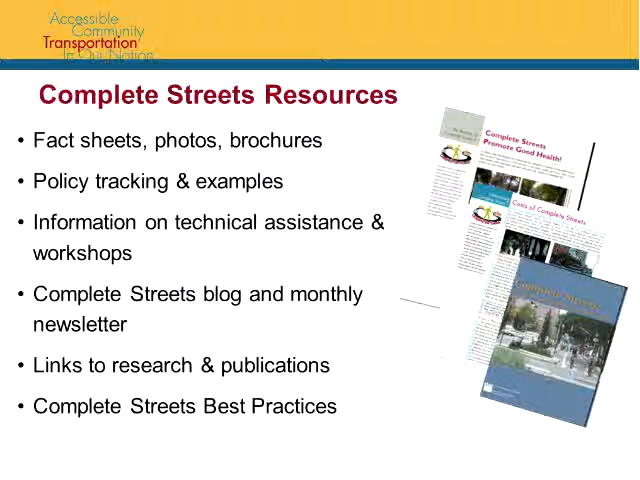 Accessible
Community
Transportation
In Our Nation
Complete Streets Resources
• Fact sheets, photos, brochures
• Policy tracking & examples
• Information on technical assistance &
workshops
• Complete Streets blog and monthly
newsletter
• Links to research & publications
• Complete Streets Best Practices
Complete Streets
Promote Good Health!
Costs of Complete Streets
Complete Streets